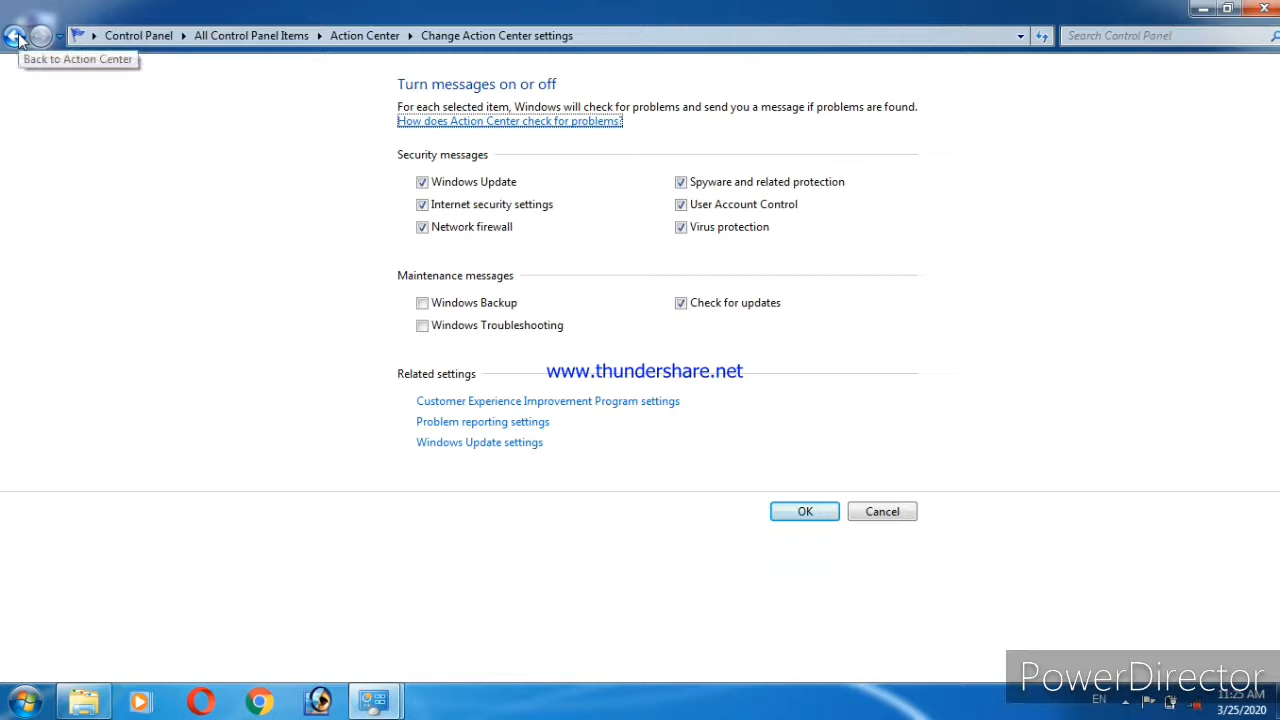 Control Panel All Control Panel Items Action Center Change Action Center settings
Search Control Panel
Back to Action Center
Turn messages on or off
For each selected item, Windows will check for problems and send you a message if problems are found.
How does Action Center check for problems?
Security messages
Windows Update
Spyware and related protection
Internet security settings
User Account Control
Network firewall
Virus protection
Maintenance messages
Windows Backup
Check for updates
Windows Troubleshooting
www.thundershare.net
Related settings
Customer Experience Improvement Program settings
Problem reporting settings
Windows Update settings
OK
Cancel
PowerDirector
EN
11:25 AM
3/25/2020